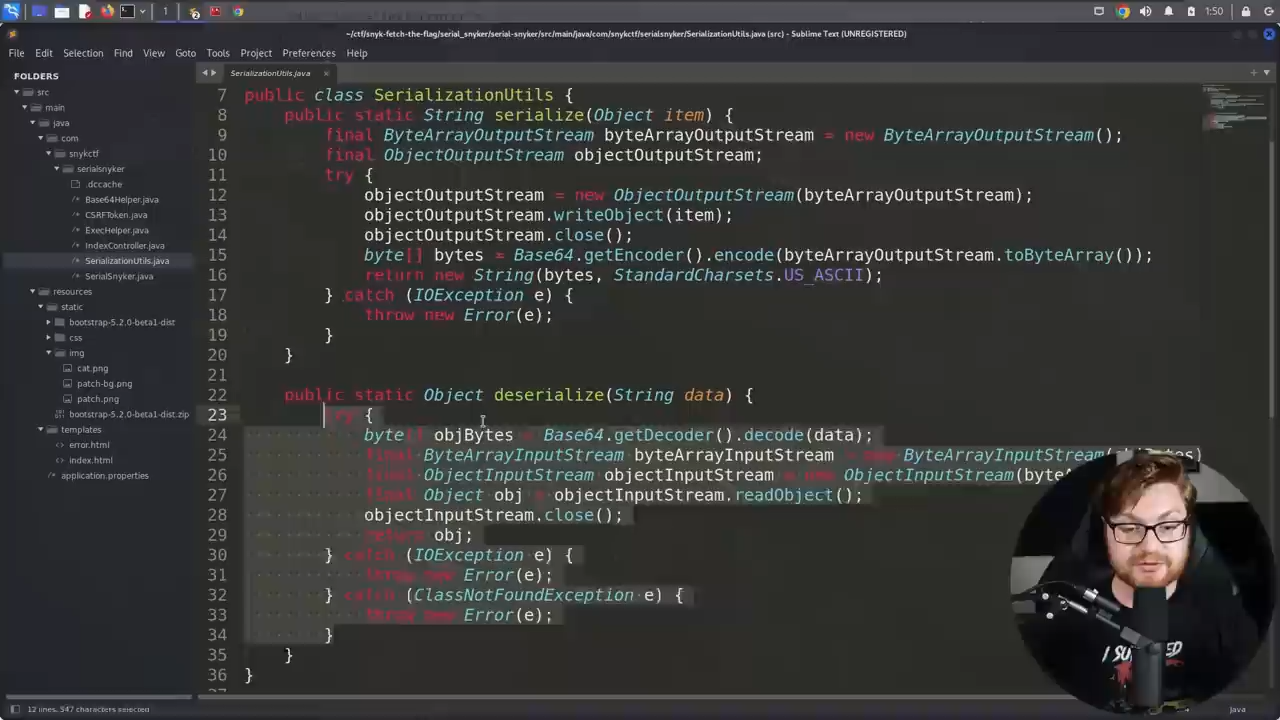 1
1:50
~/ctf/snyk-fetch-the-flag/serial_snyker/serial-snyker/src/main/java/com/snykctf/serialsnyker/SerializationUtils.java (src) - Sublime Text (UNREGISTERED)
File Edit Selection Find View Goto Tools Project Preferences Help
FOLDERS
src
main
java
com
snykctf
serialsnyker
.dccache
Base64Helper.java
CSRFToken.java
ExecHelper.java
IndexController.java
SerializationUtils.java
SerialSnyker.java
resources
static
bootstrap-5.2.0-beta1-dist
css
img
cat.png
patch-bg.png
patch.png
bootstrap-5.2.0-beta1-dist.zip
templates
error.html
index.html
application.properties
SerializationUtils.java
7 public class SerializationUtils {
8 public static String serialize(Object item) {
9 final ByteArrayOutputStream byteArrayOutputStream = new ByteArrayOutputStream();
10 final ObjectOutputStream objectOutputStream;
11 try {
12 objectOutputStream = new ObjectOutputStream(byteArrayOutputStream);
13 objectOutputStream.writeObject(item);
14 objectOutputStream.close();
15 byte[] bytes = Base64.getEncoder().encode(byteArrayOutputStream.toByteArray());
16 return new String(bytes, StandardCharsets.US_ASCII);
17 } catch (IOException e) {
18 throw new Error(e);
19 }
20 }
21
22 public static Object deserialize(String data) {
23 try {
24 byte[] objBytes = Base64.getDecoder().decode(data);
25 final ByteArrayInputStream byteArrayInputStream = new ByteArrayInputStream(objBytes)
26 final ObjectInputStream objectInputStream = new ObjectInputStream(byteA
27 final Object obj = objectInputStream.readObject();
28 objectInputStream.close();
29 return obj;
30 } catch (IOException e) {
31 throw new Error(e);
32 } catch (ClassNotFoundException e) {
33 throw new Error(e);
34 }
35 }
36 }
12 lines, 547 characters selected
Java